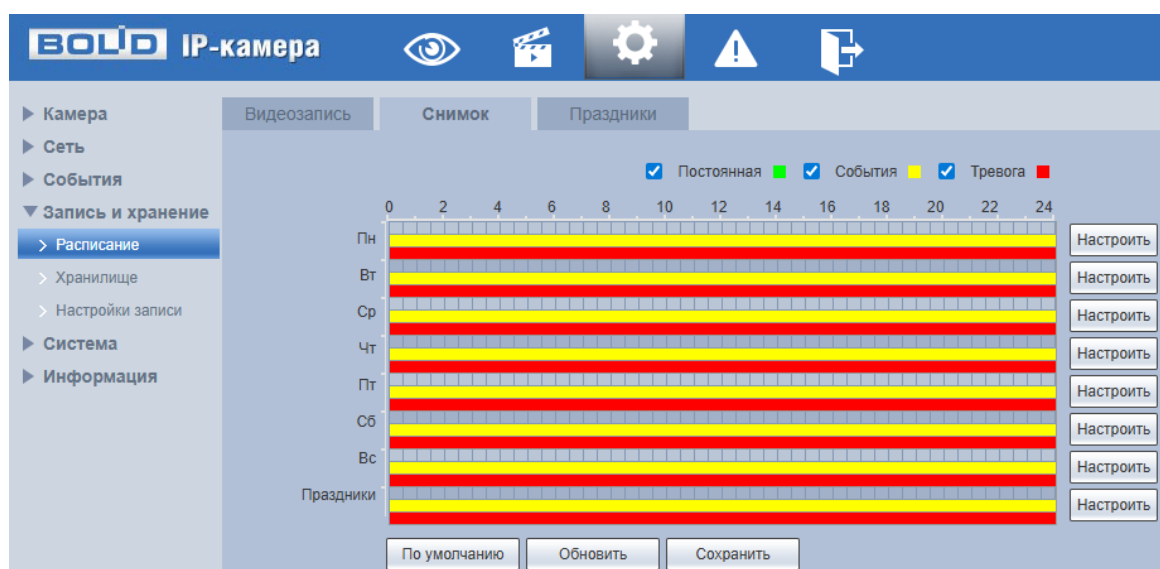 BOLID IP-камера
Камера
Сеть
События
Запись и хранение
Расписание
Хранилище
Настройки записи
Система
Информация
Видеозапись Снимок Праздники
Постоянная События Тревога
0 2 4 6 8 10 12 14 16 18 20 22 24
Пн Настроить
Вт Настроить
Ср Настроить
Чт Настроить
Пт Настроить
Сб Настроить
Вс Настроить
Праздники Настроить
По умолчанию Обновить Сохранить